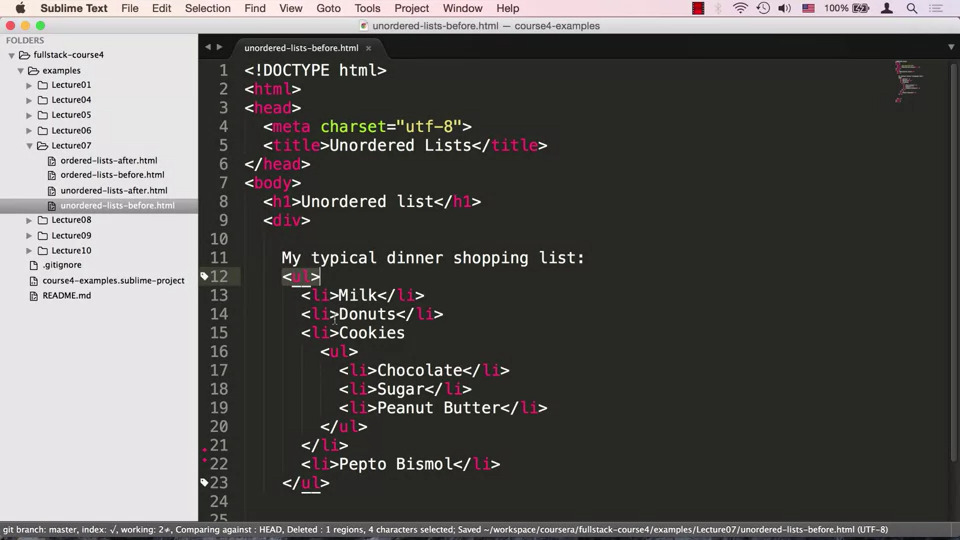 Sublime Text File Edit Selection Find View Goto Tools Project Window Help 100%
unordered-lists-before.html — course4-examples
FOLDERS
fullstack-course4
examples
Lecture01
Lecture04
Lecture05
Lecture06
Lecture07
ordered-lists-after.html
ordered-lists-before.html
unordered-lists-after.html
unordered-lists-before.html
Lecture08
Lecture09
Lecture10
.gitignore
course4-examples.sublime-project
README.md
unordered-lists-before.html ×
1 <!DOCTYPE html>
2 <html>
3 <head>
4 <meta charset="utf-8">
5 <title>Unordered Lists</title>
6 </head>
7 <body>
8 <h1>Unordered list</h1>
9 <div>
10
11 My typical dinner shopping list:
12 <ul>
13 <li>Milk</li>
14 <li>Donuts</li>
15 <li>Cookies
16 <ul>
17 <li>Chocolate</li>
18 <li>Sugar</li>
19 <li>Peanut Butter</li>
20 </ul>
21 </li>
22 <li>Pepto Bismol</li>
23 </ul>
24
git branch: master, index: √, working: 2≠, Comparing against : HEAD, Deleted : 1 regions, 4 characters selected; Saved ~/workspace/coursera/fullstack-course4/examples/Lecture07/unordered-lists-before.html (UTF-8)